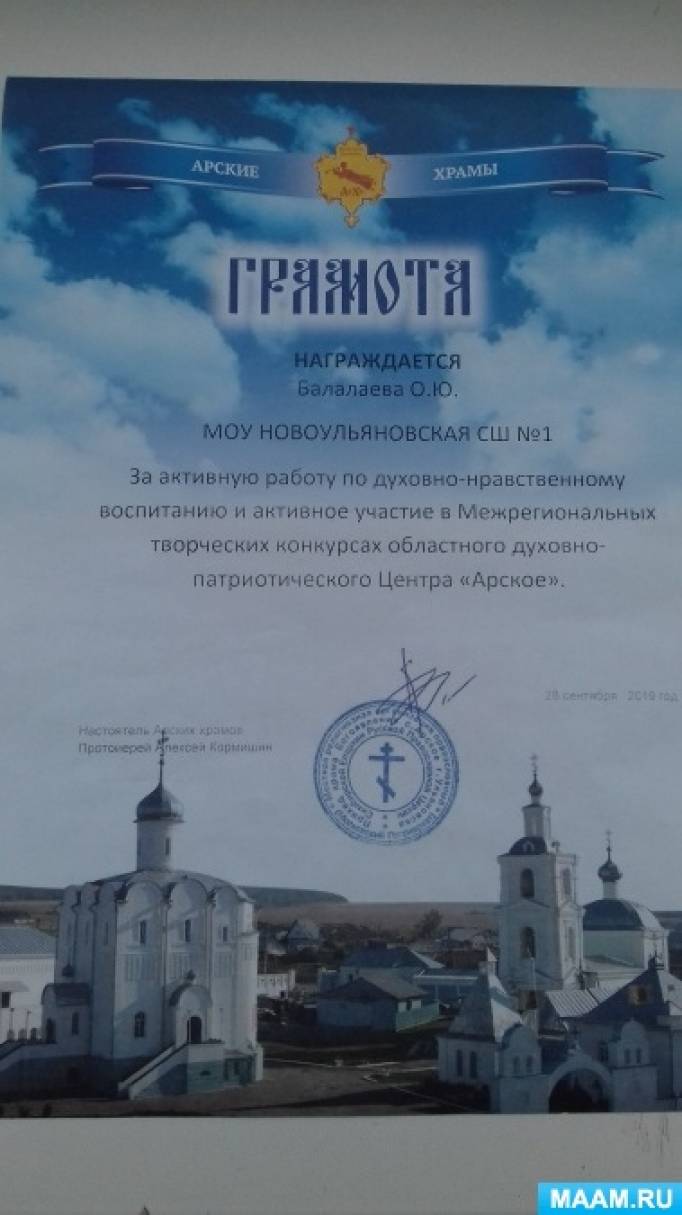 АРСКИЕ ХРАМЫ
ГРАМОТА
НАГРАЖДАЕТСЯ
Балалаева О.Ю.
МОУ НОВОУЛЬЯНОВСКАЯ СШ №1
За активную работу по духовно-нравственному
воспитанию и активное участие в Межрегиональных
творческих конкурсах областного духовно-
патриотического Центра «Арское».
28 сентября 2019 год
Настоятель Арских храмов
Протоиерей Алексей Кормишин
MAAM.RU